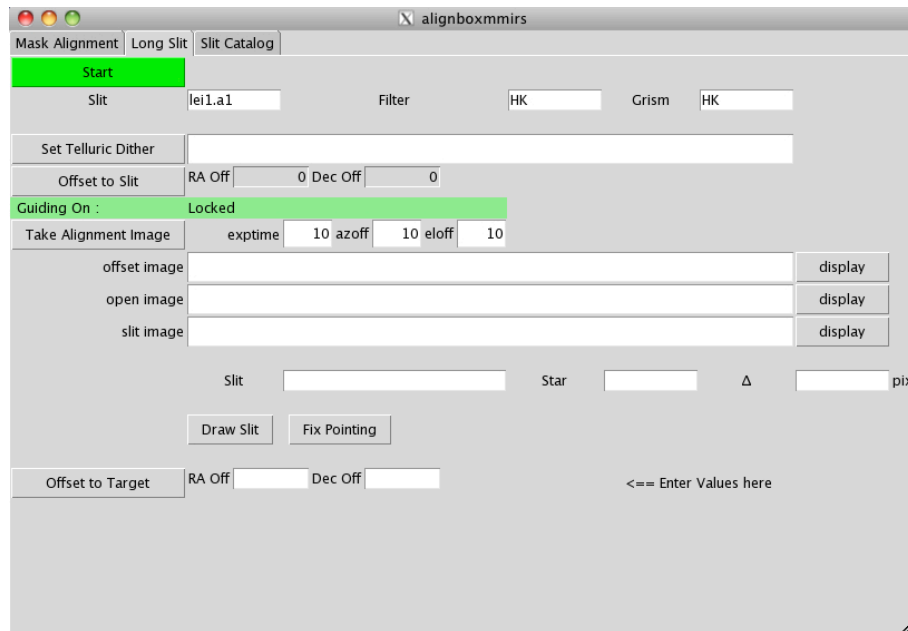 X alignboxmmirs
Mask Alignment Long Slit Slit Catalog
Start
Slit lei1.a1 Filter HK Grism HK
Set Telluric Dither
Offset to Slit RA Off 0 Dec Off 0
Guiding On : Locked
Take Alignment Image exptime 10 azoff 10 eloff 10
offset image display
open image display
slit image display
Slit Star Δ pix
Draw Slit Fix Pointing
Offset to Target RA Off Dec Off <== Enter Values here